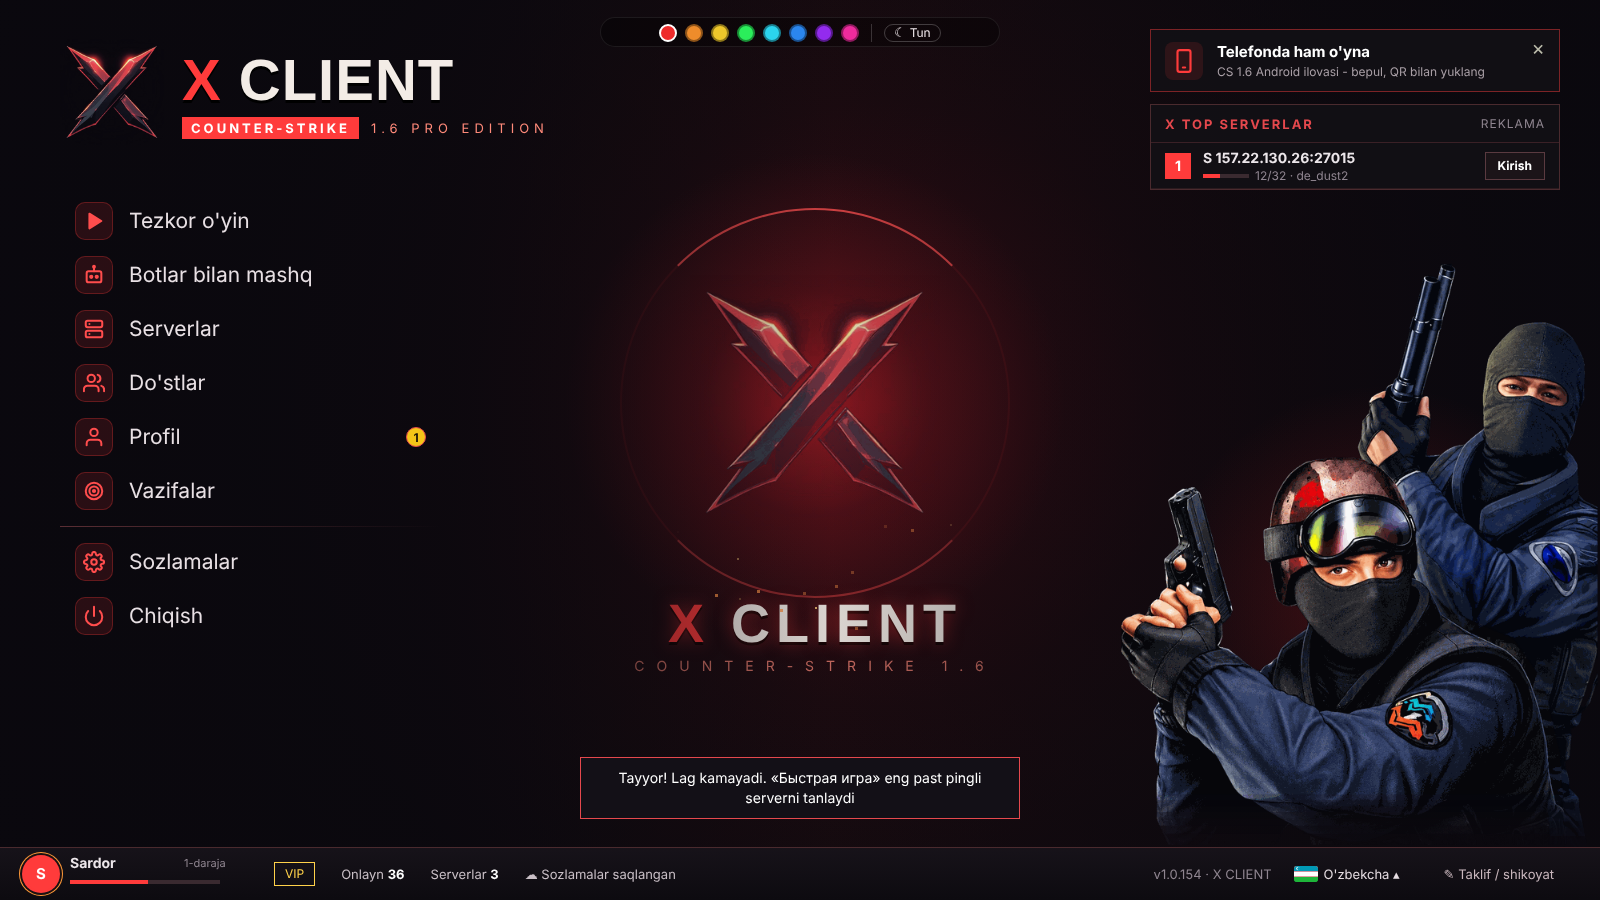 X CLIENT
COUNTER-STRIKE 1.6 PRO EDITION
Tun
Telefonda ham o'yna
CS 1.6 Android ilovasi - bepul, QR bilan yuklang
X TOP SERVERLAR REKLAMA
1 S 157.22.130.26:27015
12/32 · de_dust2
Kirish
Tezkor o'yin
Botlar bilan mashq
Serverlar
Do'stlar
Profil 1
Vazifalar
Sozlamalar
Chiqish
X CLIENT
COUNTER-STRIKE 1.6
Tayyor! Lag kamayadi. «Быстрая игра» eng past pingli
serverni tanlaydi
S Sardor 1-daraja
VIP Onlayn 36 Serverlar 3 Sozlamalar saqlangan
v1.0.154 · X CLIENT O'zbekcha ▴ Taklif / shikoyat